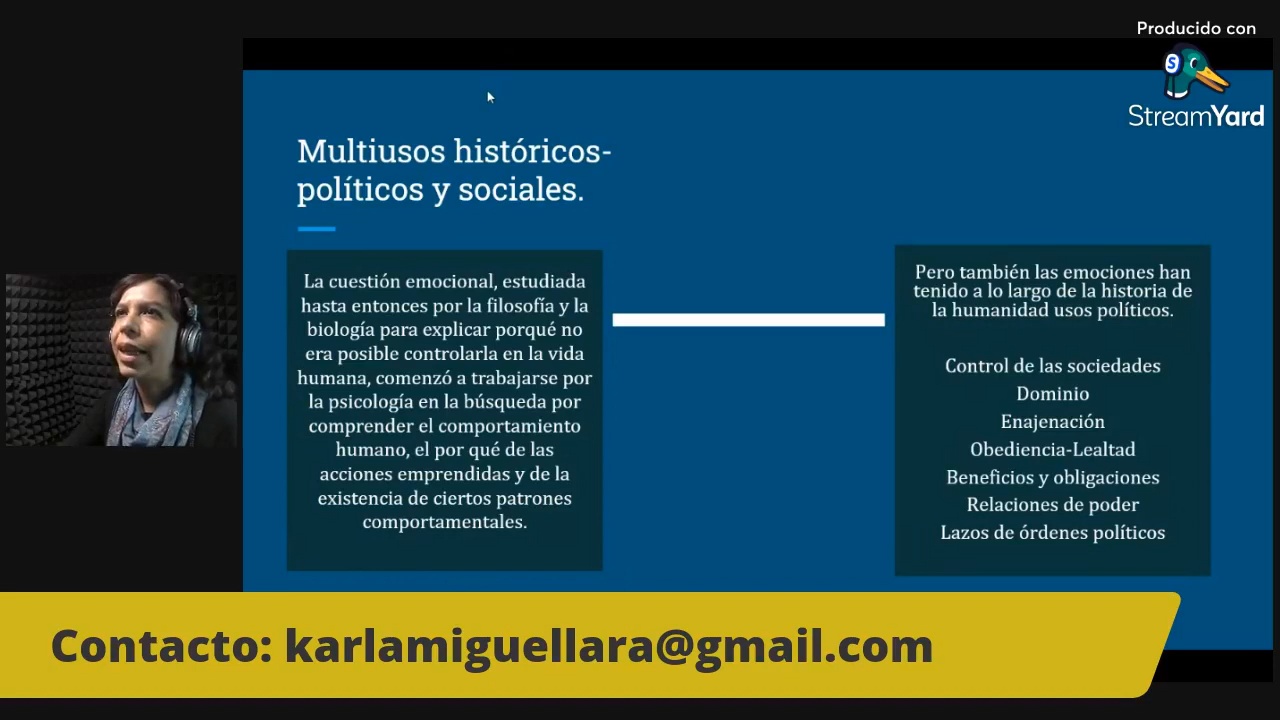 Producido con
StreamYard
Multiusos históricos-
políticos y sociales.
La cuestión emocional, estudiada
hasta entonces por la filosofía y la
biología para explicar porqué no
era posible controlarla en la vida
humana, comenzó a trabajarse por
la psicología en la búsqueda por
comprender el comportamiento
humano, el por qué de las
acciones emprendidas y de la
existencia de ciertos patrones
comportamentales.
Pero también las emociones han
tenido a lo largo de la historia de
la humanidad usos políticos.
Control de las sociedades
Dominio
Enajenación
Obediencia-Lealtad
Beneficios y obligaciones
Relaciones de poder
Lazos de órdenes políticos
Contacto: karlamiguellara@gmail.com